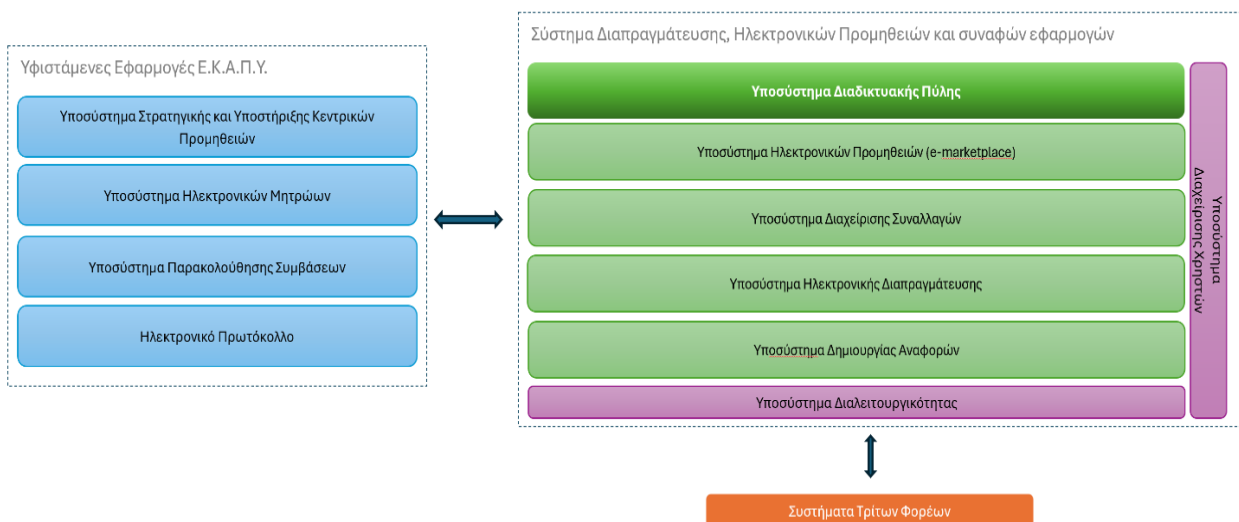 Υφιστάμενες Εφαρμογές Ε.Κ.Α.Π.Υ.
Υποσύστημα Στρατηγικής και Υποστήριξης Κεντρικών
Προμηθειών
Υποσύστημα Ηλεκτρονικών Μητρώων
Υποσύστημα Παρακολούθησης Συμβάσεων
Ηλεκτρονικό Πρωτόκολλο
Σύστημα Διαπραγμάτευσης, Ηλεκτρονικών Προμηθειών και συναφών εφαρμογών
Υποσύστημα Διαδικτυακής Πύλης
Υποσύστημα Ηλεκτρονικών Προμηθειών (e-marketplace)
Υποσύστημα Διαχείρισης Συναλλαγών
Υποσύστημα Ηλεκτρονικής Διαπραγμάτευσης
Υποσύστημα Δημιουργίας Αναφορών
Υποσύστημα Διαλειτουργικότητας
Υποσύστημα
Διαχείρισης Χρηστών
Συστήματα Τρίτων Φορέων